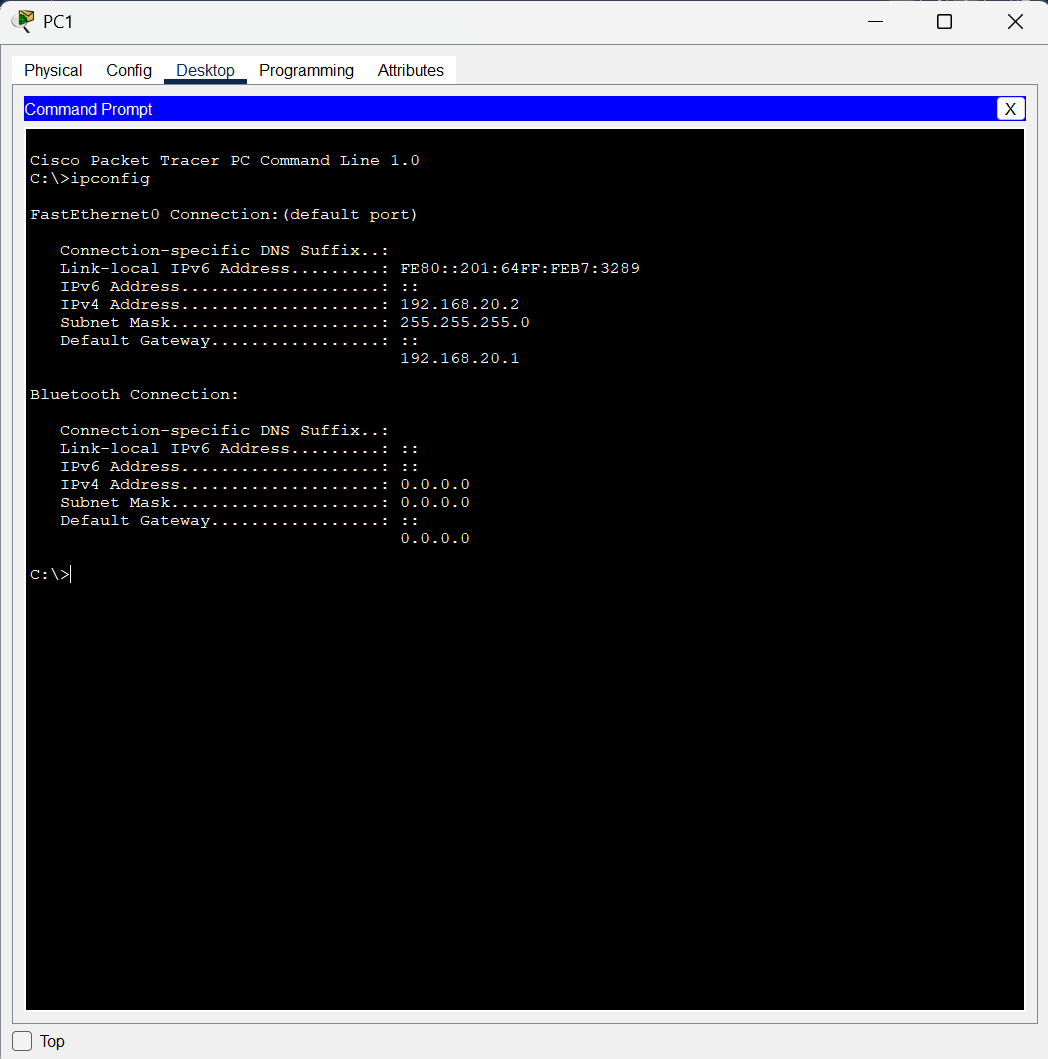 PC1
Physical Config Desktop Programming Attributes
Command Prompt X
Cisco Packet Tracer PC Command Line 1.0
C:\>ipconfig
FastEthernet0 Connection:(default port)
Connection-specific DNS Suffix..:
Link-local IPv6 Address.........: FE80::201:64FF:FEB7:3289
IPv6 Address....................: ::
IPv4 Address....................: 192.168.20.2
Subnet Mask.....................: 255.255.255.0
Default Gateway.................: ::
192.168.20.1
Bluetooth Connection:
Connection-specific DNS Suffix..:
Link-local IPv6 Address.........: ::
IPv6 Address....................: ::
IPv4 Address....................: 0.0.0.0
Subnet Mask.....................: 0.0.0.0
Default Gateway.................: ::
0.0.0.0
C:\>
Top